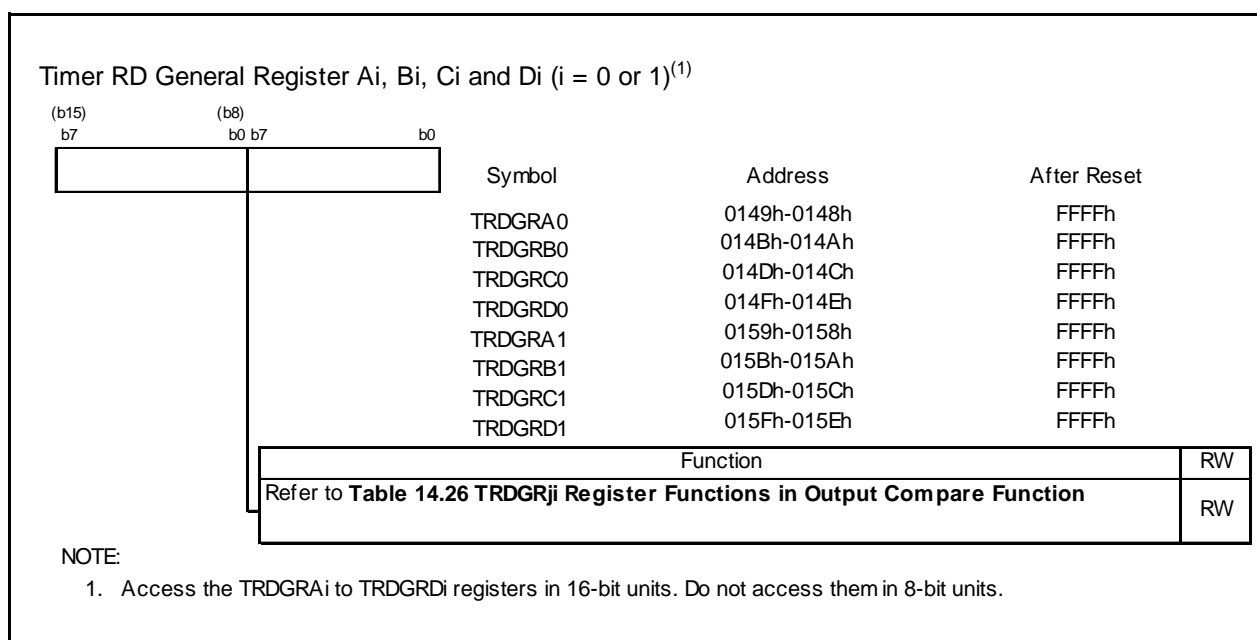 Timer RD General Register Ai, Bi, Ci and Di (i = 0 or 1)(1)
(b15) (b8)
b7 b0 b7 b0
Symbol Address After Reset
TRDGRA0 0149h-0148h FFFFh
TRDGRB0 014Bh-014Ah FFFFh
TRDGRC0 014Dh-014Ch FFFFh
TRDGRD0 014Fh-014Eh FFFFh
TRDGRA1 0159h-0158h FFFFh
TRDGRB1 015Bh-015Ah FFFFh
TRDGRC1 015Dh-015Ch FFFFh
TRDGRD1 015Fh-015Eh FFFFh
Function RW
Refer to Table 14.26 TRDGRji Register Functions in Output Compare Function RW
NOTE:
1. Access the TRDGRAi to TRDGRDi registers in 16-bit units. Do not access them in 8-bit units.